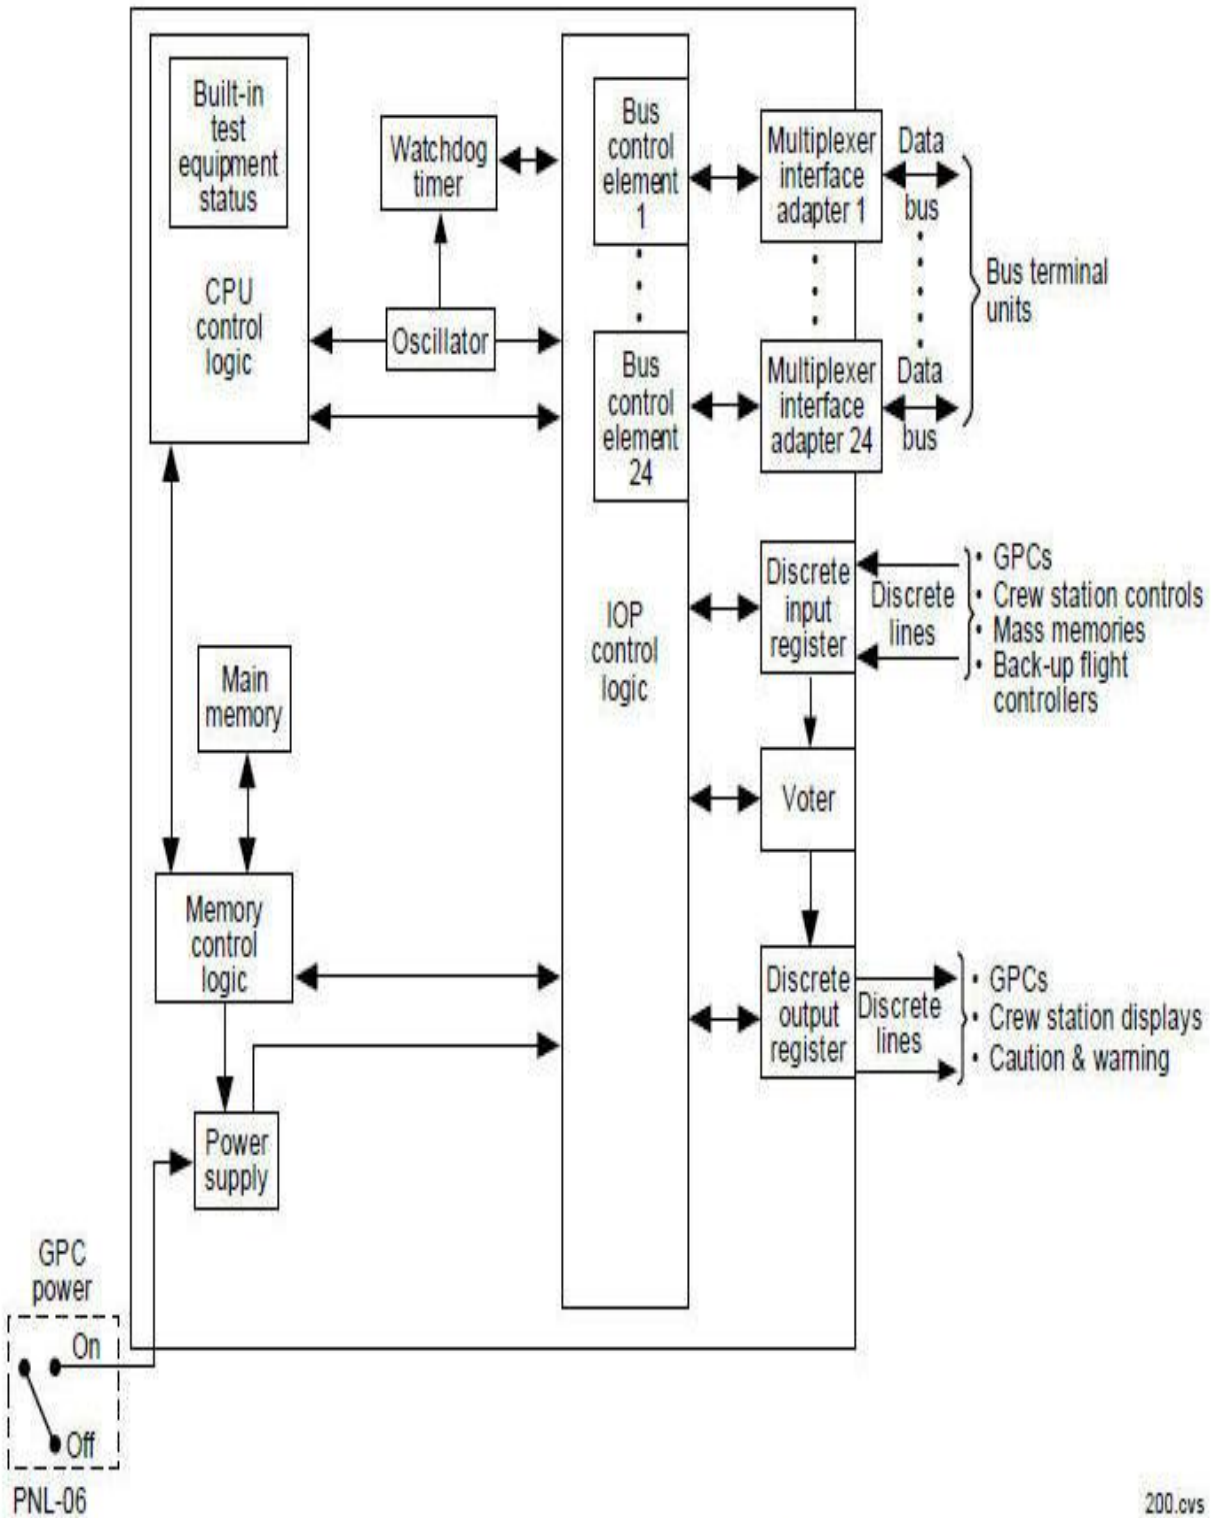 Built-in
test
equipment
status
CPU
control
logic
Watchdog
timer
Oscillator
Bus
control
element
1
Bus
control
element
24
IOP
control
logic
Multiplexer
interface
adapter 1
Data
bus
Multiplexer
interface
adapter 24
Data
bus
Bus terminal
units
Discrete
input
register
Discrete
lines
• GPCs
• Crew station controls
• Mass memories
• Back-up flight
controllers
Voter
Discrete
output
register
Discrete
lines
• GPCs
• Crew station displays
• Caution & warning
Main
memory
Memory
control
logic
Power
supply
GPC
power
On
Off
PNL-06
200.cvs